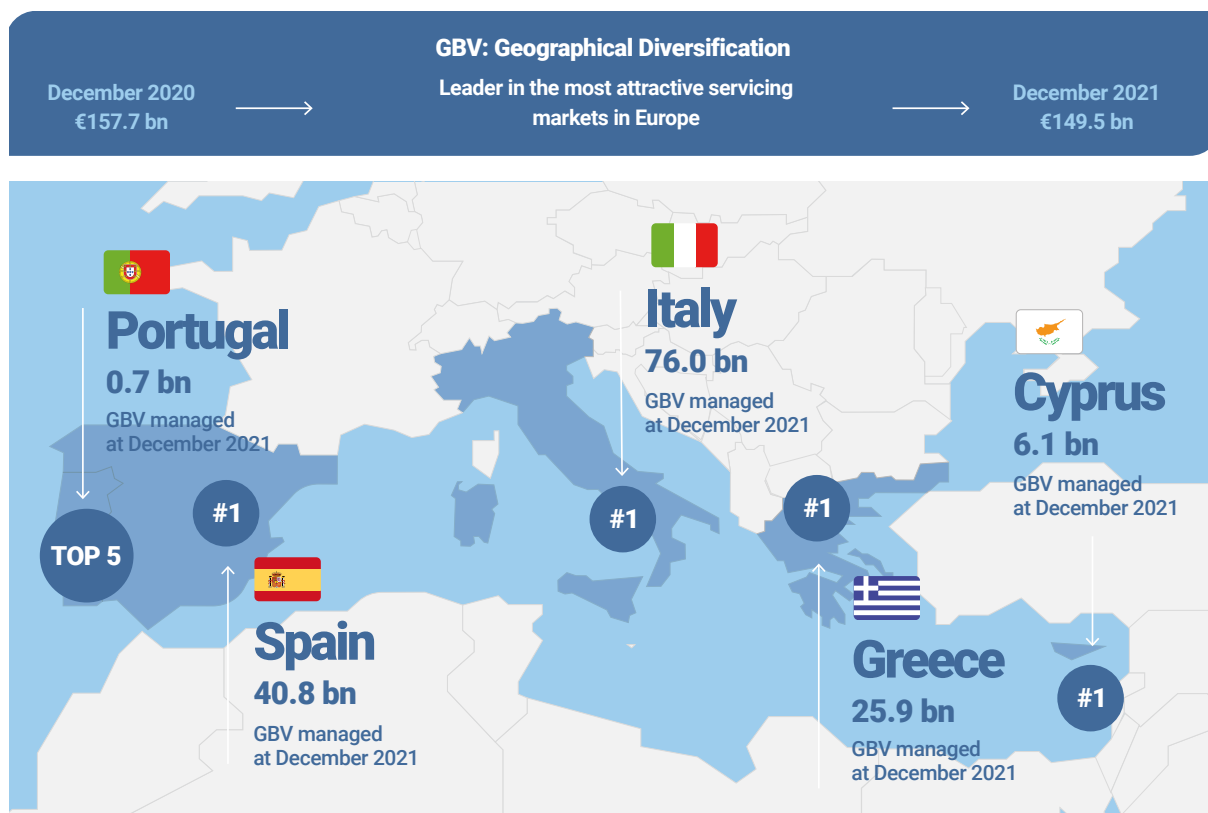 GBV: Geographical Diversification
Leader in the most attractive servicing
markets in Europe
December 2020
€157.7 bn
December 2021
€149.5 bn
Portugal
0.7 bn
GBV managed
at December 2021
TOP 5
#1
Spain
40.8 bn
GBV managed
at December 2021
Italy
76.0 bn
GBV managed
at December 2021
#1
#1
Greece
25.9 bn
GBV managed
at December 2021
Cyprus
6.1 bn
GBV managed
at December 2021
#1